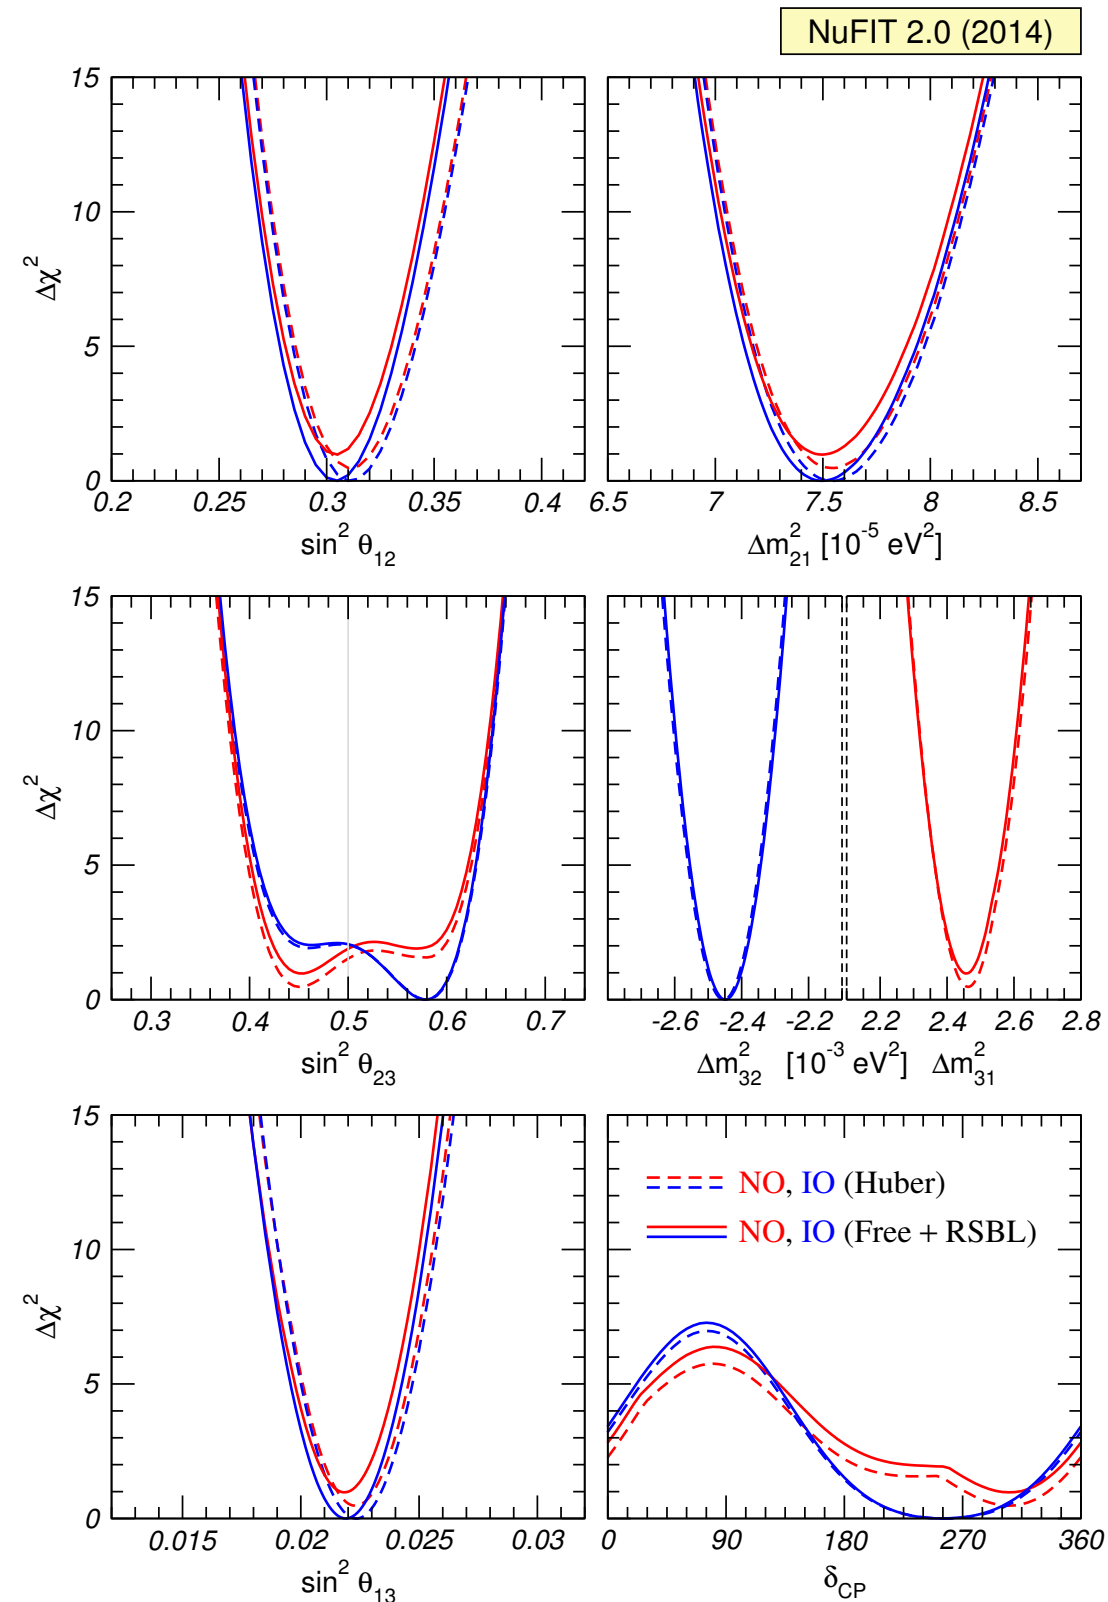 NuFIT 2.0 (2014)
15
10
5
0
Δχ²
0.2 0.25 0.3 0.35 0.4
sin² θ₁₂
6.5 7 7.5 8 8.5
Δm²₂₁ [10⁻⁵ eV²]
15
10
5
0
Δχ²
0.3 0.4 0.5 0.6 0.7
sin² θ₂₃
-2.6 -2.4 -2.2 2.2 2.4 2.6 2.8
Δm²₃₂ [10⁻³ eV²] Δm²₃₁
15
10
5
0
Δχ²
0.015 0.02 0.025 0.03
sin² θ₁₃
NO, IO (Huber)
NO, IO (Free + RSBL)
0 90 180 270 360
δ_CP